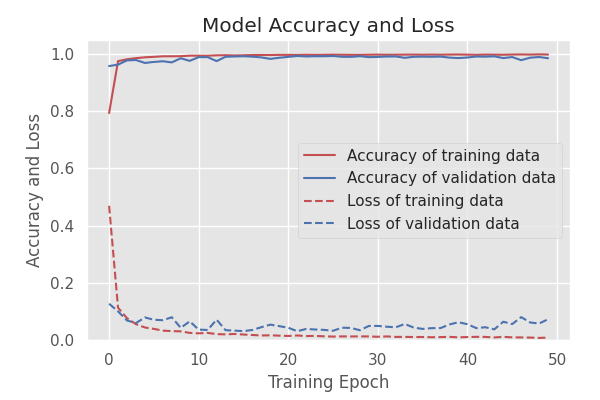 Model Accuracy and Loss
1.0
0.8
0.6
0.4
0.2
0.0
Accuracy and Loss
Accuracy of training data
Accuracy of validation data
Loss of training data
Loss of validation data
0 10 20 30 40 50
Training Epoch